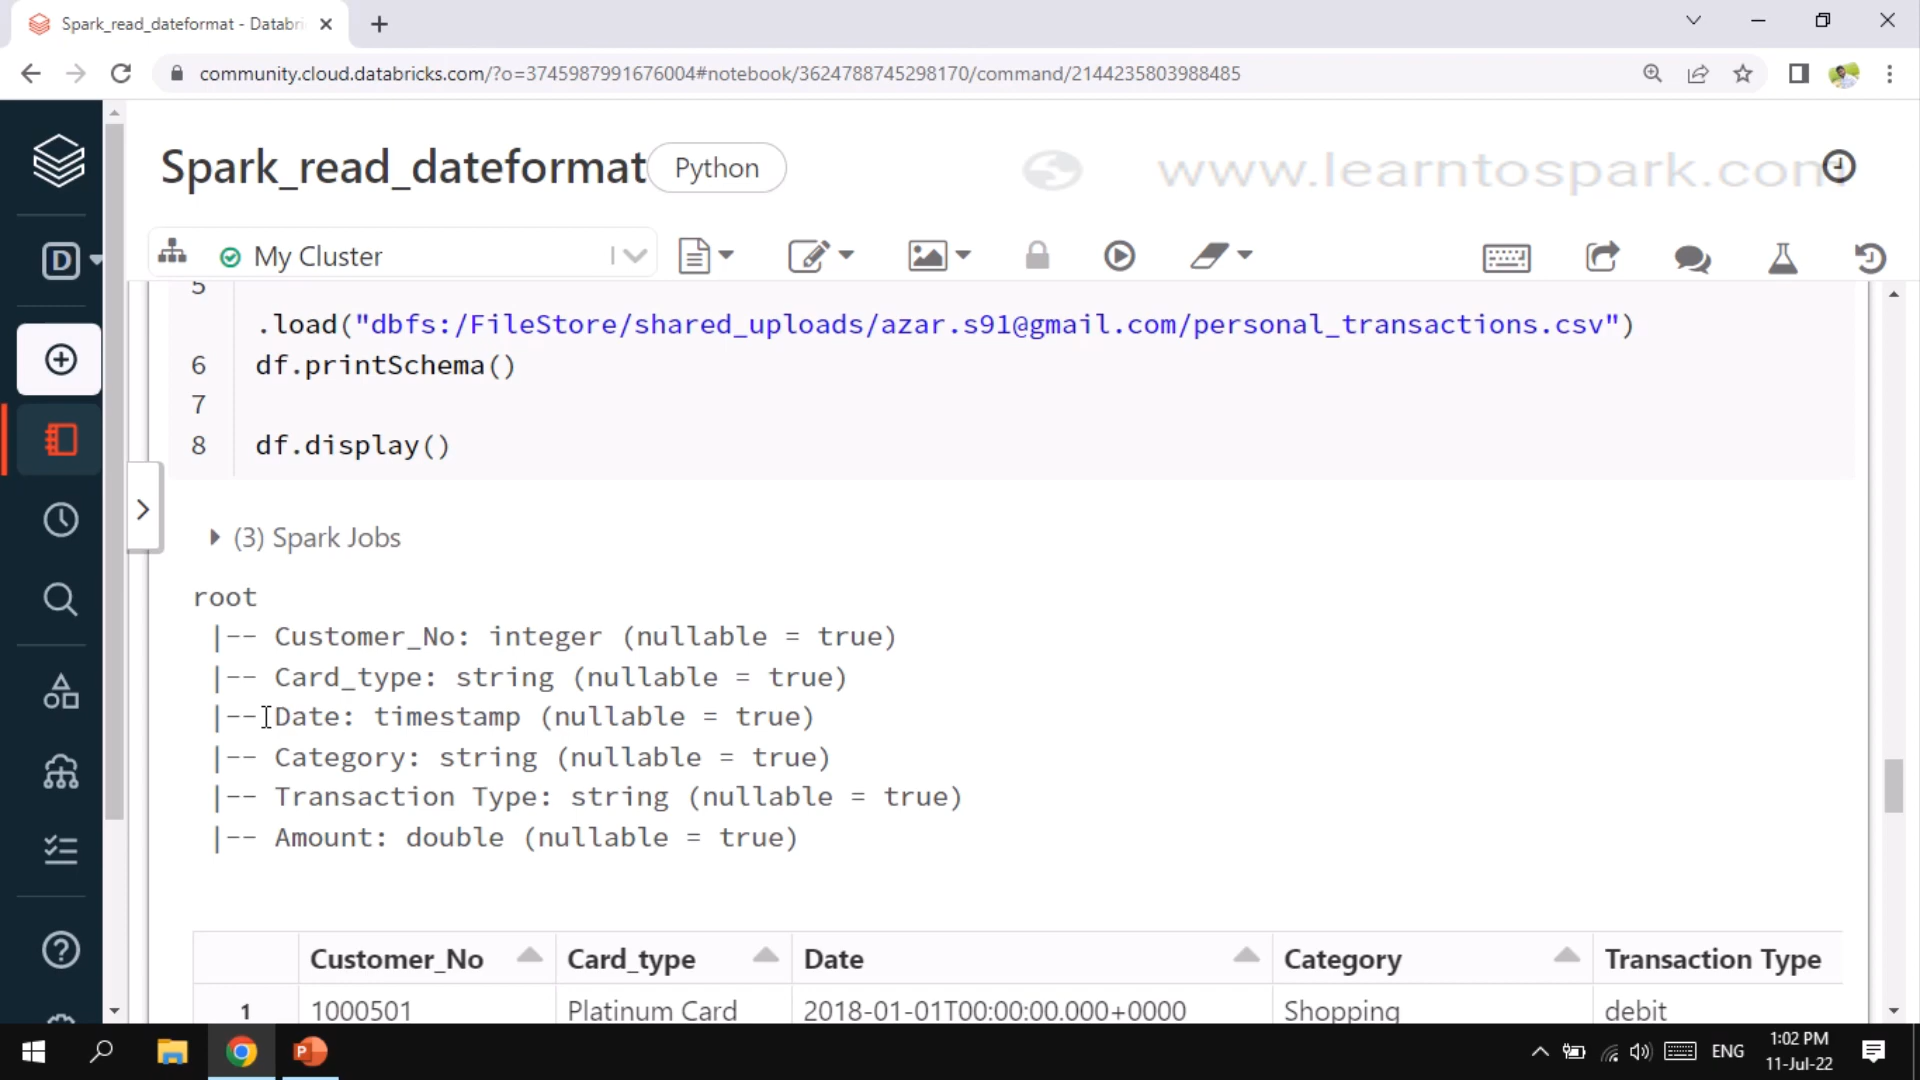 Spark_read_dateformat - Databri
community.cloud.databricks.com/?o=3745987991676004#notebook/3624788745298170/command/2144235803988485
Spark_read_dateformat Python www.learntospark.com
D My Cluster
5
.load("dbfs:/FileStore/shared_uploads/azar.s91@gmail.com/personal_transactions.csv")
6 df.printSchema()
7
8 df.display()
(3) Spark Jobs
root
|-- Customer_No: integer (nullable = true)
|-- Card_type: string (nullable = true)
|-- Date: timestamp (nullable = true)
|-- Category: string (nullable = true)
|-- Transaction Type: string (nullable = true)
|-- Amount: double (nullable = true)
Customer_No Card_type Date Category Transaction Type
1 1000501 Platinum Card 2018-01-01T00:00:00.000+0000 Shopping debit
P ENG 1:02 PM
11-Jul-22